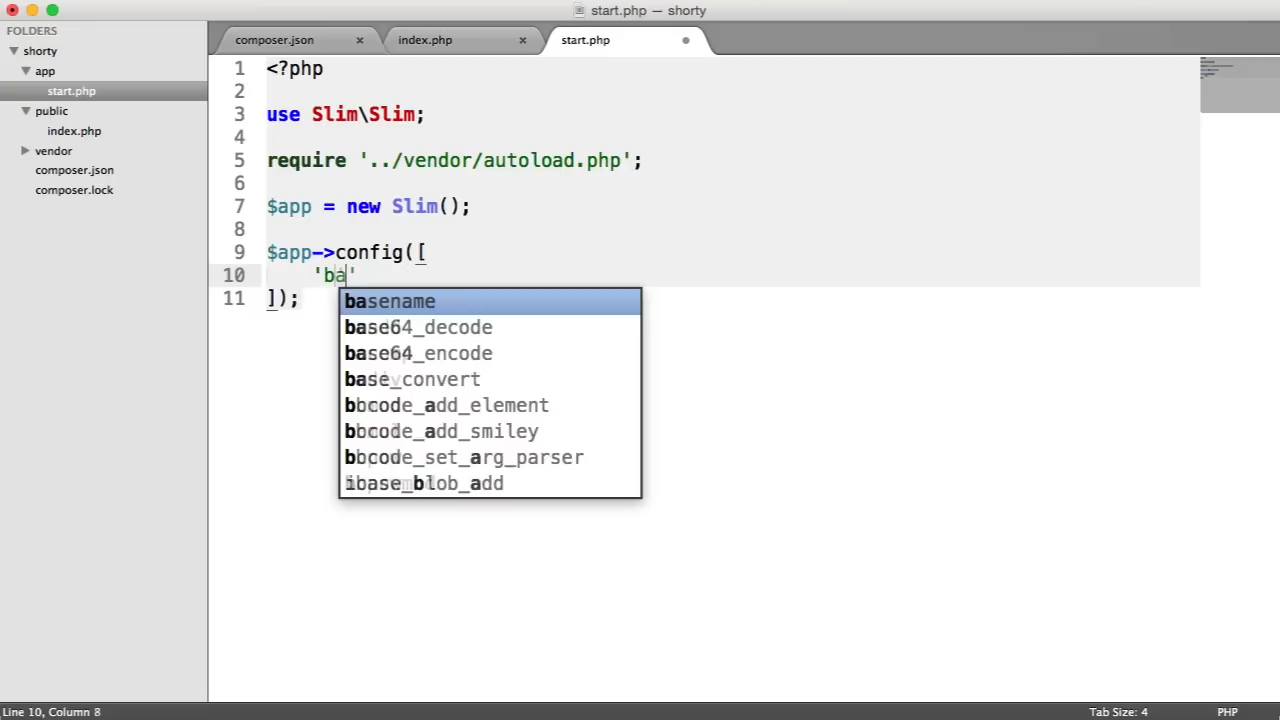 start.php — shorty
FOLDERS
shorty
app
start.php
public
index.php
vendor
composer.json
composer.lock
composer.json
index.php
start.php
1 <?php
2
3 use Slim\Slim;
4
5 require '../vendor/autoload.php';
6
7 $app = new Slim();
8
9 $app->config([
10 'ba'
11 ]);
basename
base64_decode
base64_encode
base_convert
bbcode_add_element
bbcode_add_smiley
bbcode_set_arg_parser
ibase_blob_add
Line 10, Column 8
Tab Size: 4
PHP